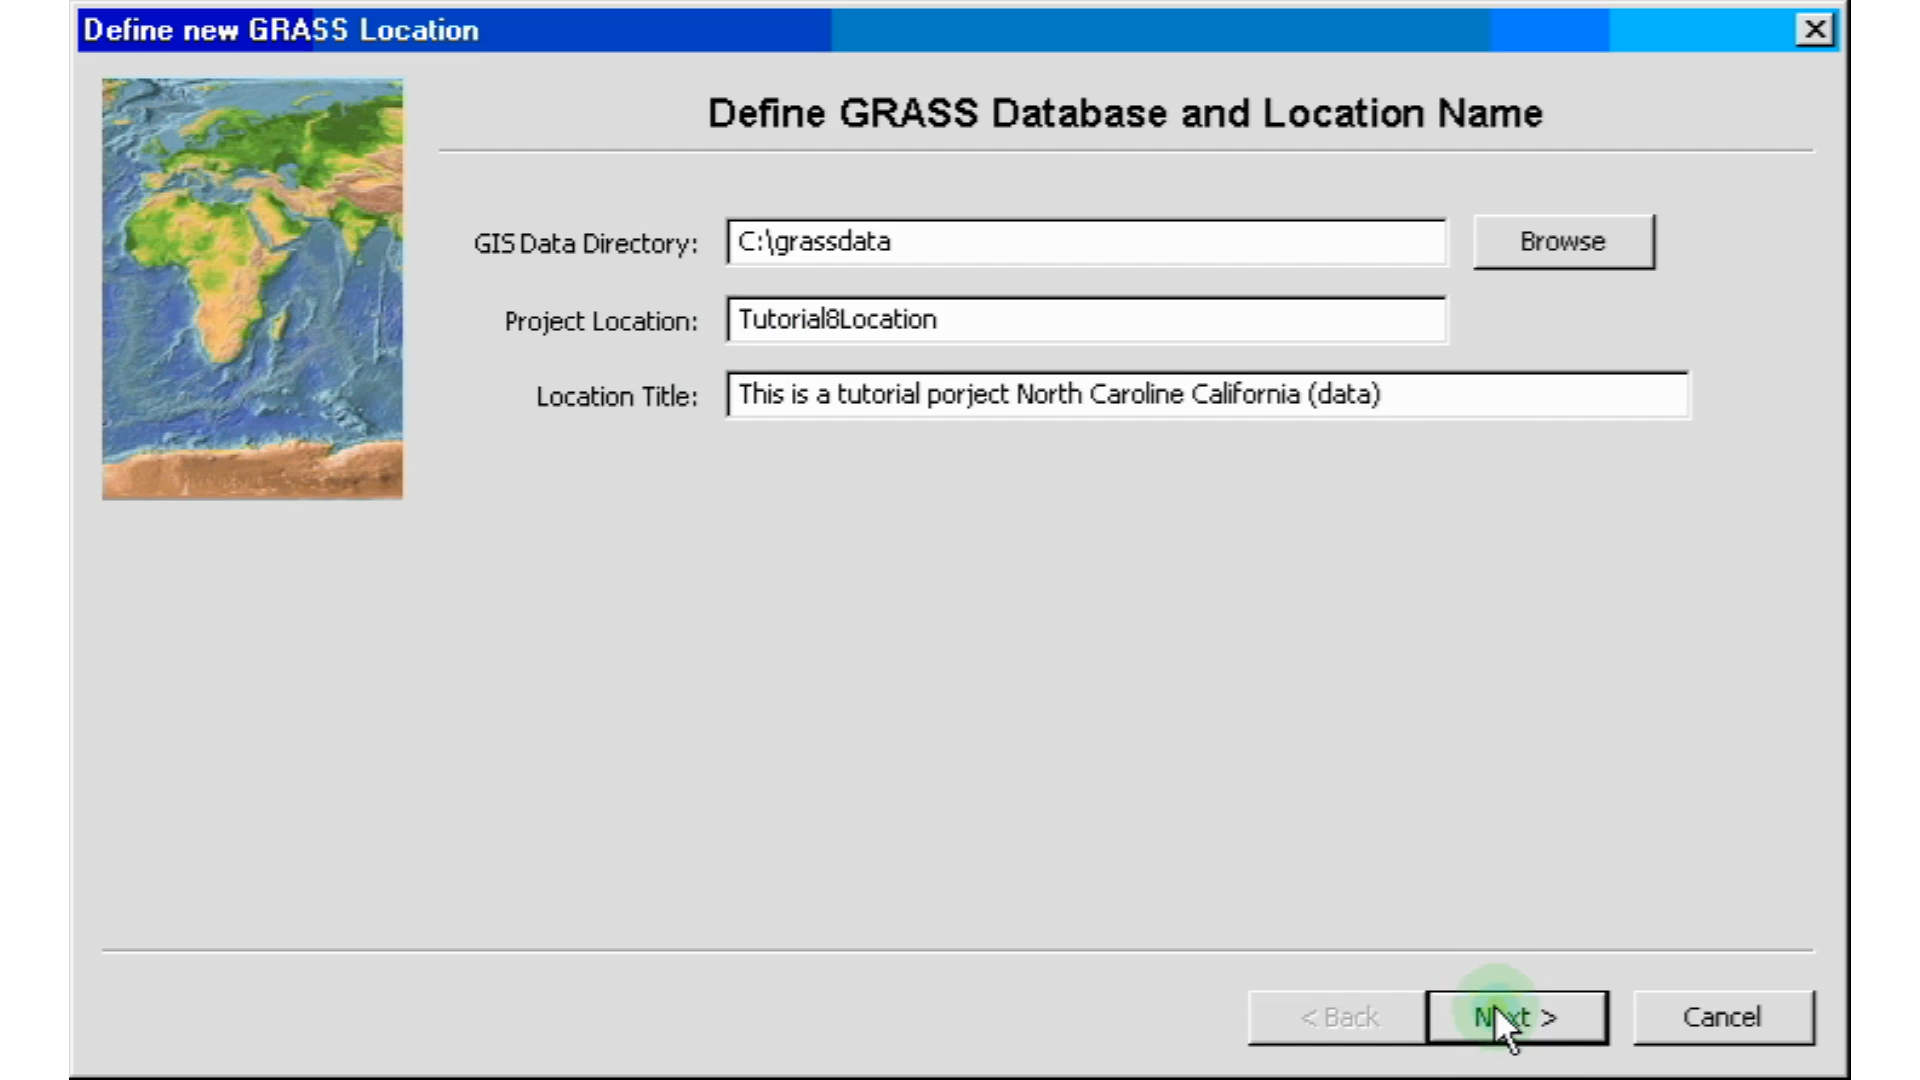 Define new GRASS Location
Define GRASS Database and Location Name
GIS Data Directory: C:\grassdata Browse
Project Location: Tutorial8Location
Location Title: This is a tutorial porject North Caroline California (data)
< Back Next > Cancel